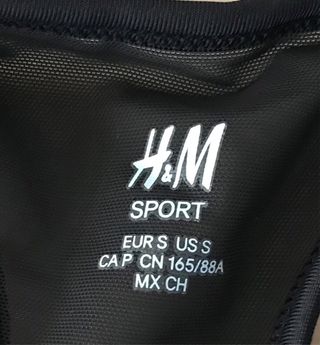 H&M
SPORT
EUR S US S
CA P CN 165/88A
MX CH